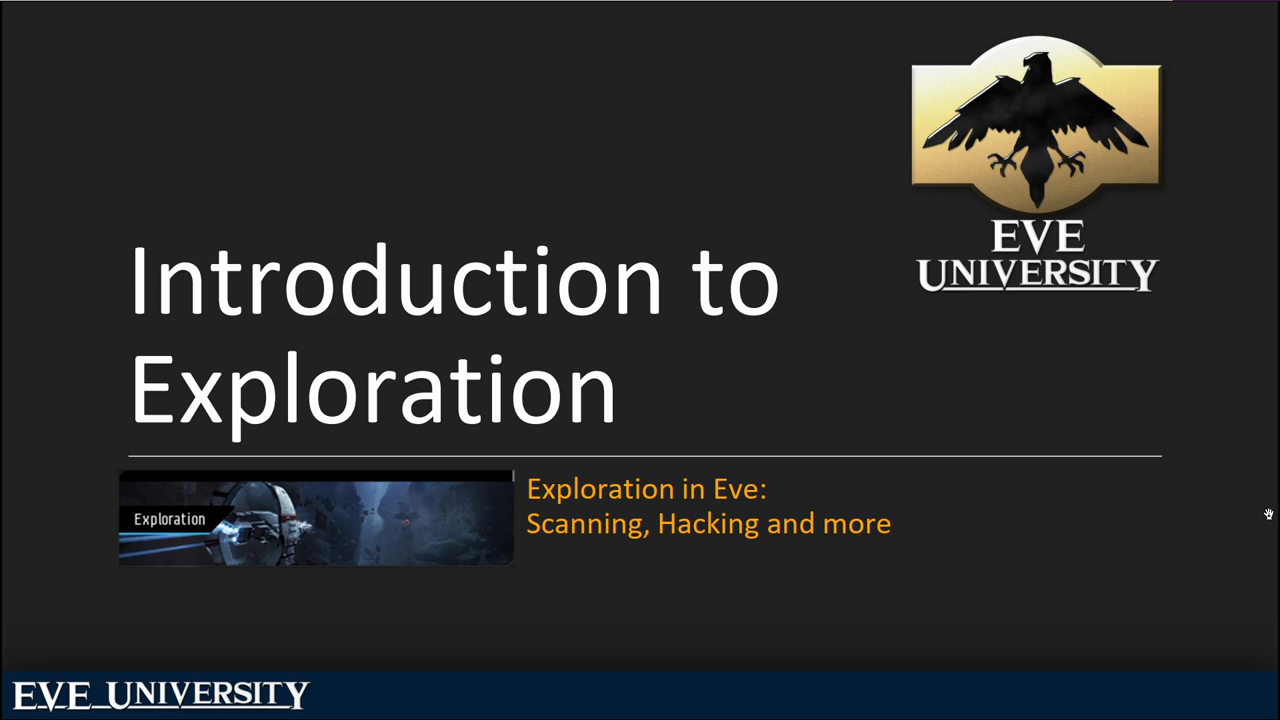 EVE
UNIVERSITY
Introduction to
Exploration
Exploration
Exploration in Eve:
Scanning, Hacking and more
EVE UNIVERSITY